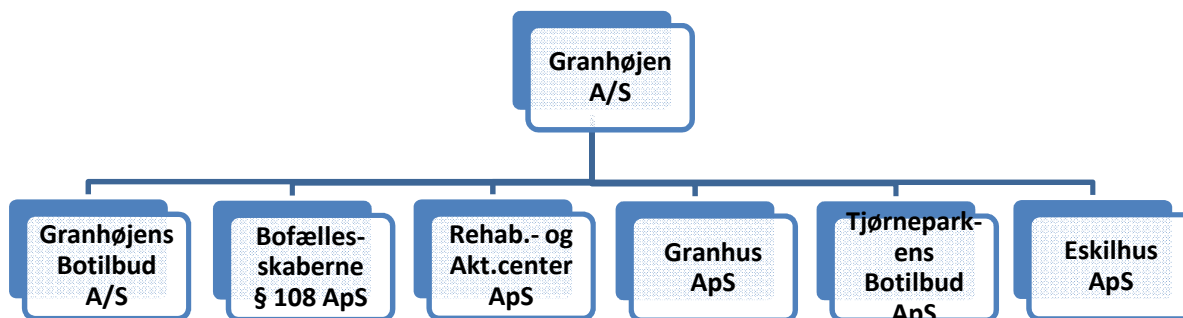 Granhøjen
A/S
Granhøjens
Botilbud
A/S
Bofælles-
skaberne
§ 108 ApS
Rehab.- og
Akt.center
ApS
Granhus
ApS
Tjørnepark-
ens
Botilbud
ApS
Eskilhus
ApS